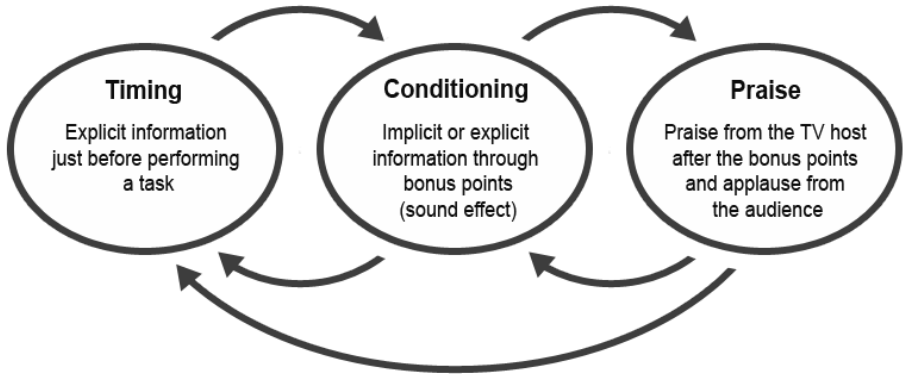 Timing
Explicit information
just before performing
a task
Conditioning
Implicit or explicit
information through
bonus points
(sound effect)
Praise
Praise from the TV host
after the bonus points
and applause from
the audience